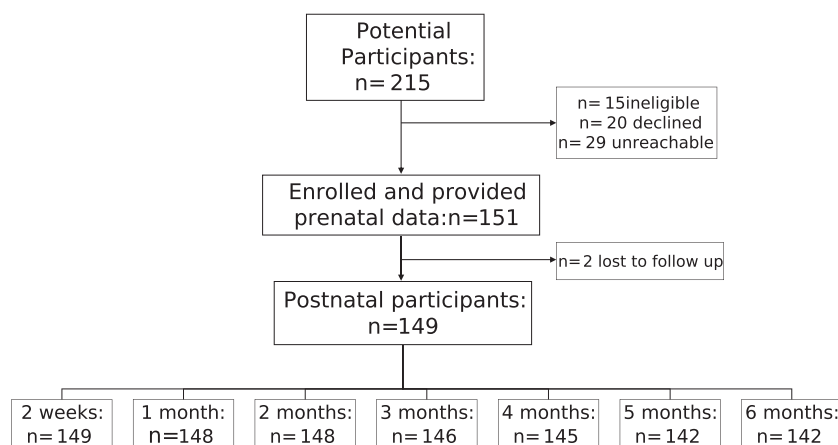 Potential
Participants:
n= 215
n= 15ineligible
n= 20 declined
n= 29 unreachable
Enrolled and provided
prenatal data:n=151
n=2 lost to follow up
Postnatal participants:
n=149
2 weeks:
n=149
1 month:
n=148
2 months:
n=148
3 months:
n=146
4 months:
n=145
5 months:
n=142
6 months:
n=142